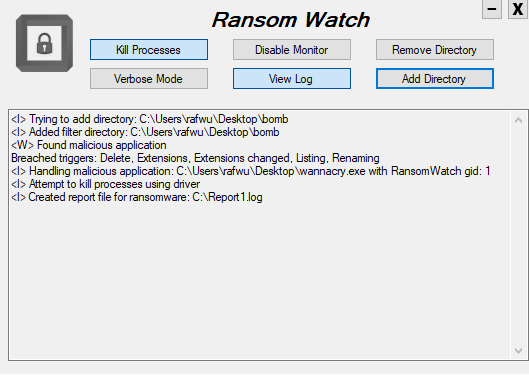 Ransom Watch
Kill Processes
Disable Monitor
Remove Directory
Verbose Mode
View Log
Add Directory
<I> Trying to add directory: C:\Users\rafwu\Desktop\bomb
<I> Added filter directory: C:\Users\rafwu\Desktop\bomb
<W> Found malicious application
Breached triggers: Delete, Extensions, Extensions changed, Listing, Renaming
<I> Handling malicious application: C:\Users\rafwu\Desktop\wannacry.exe with RansomWatch gid: 1
<I> Attempt to kill processes using driver
<I> Created report file for ransomware: C:\Report1.log